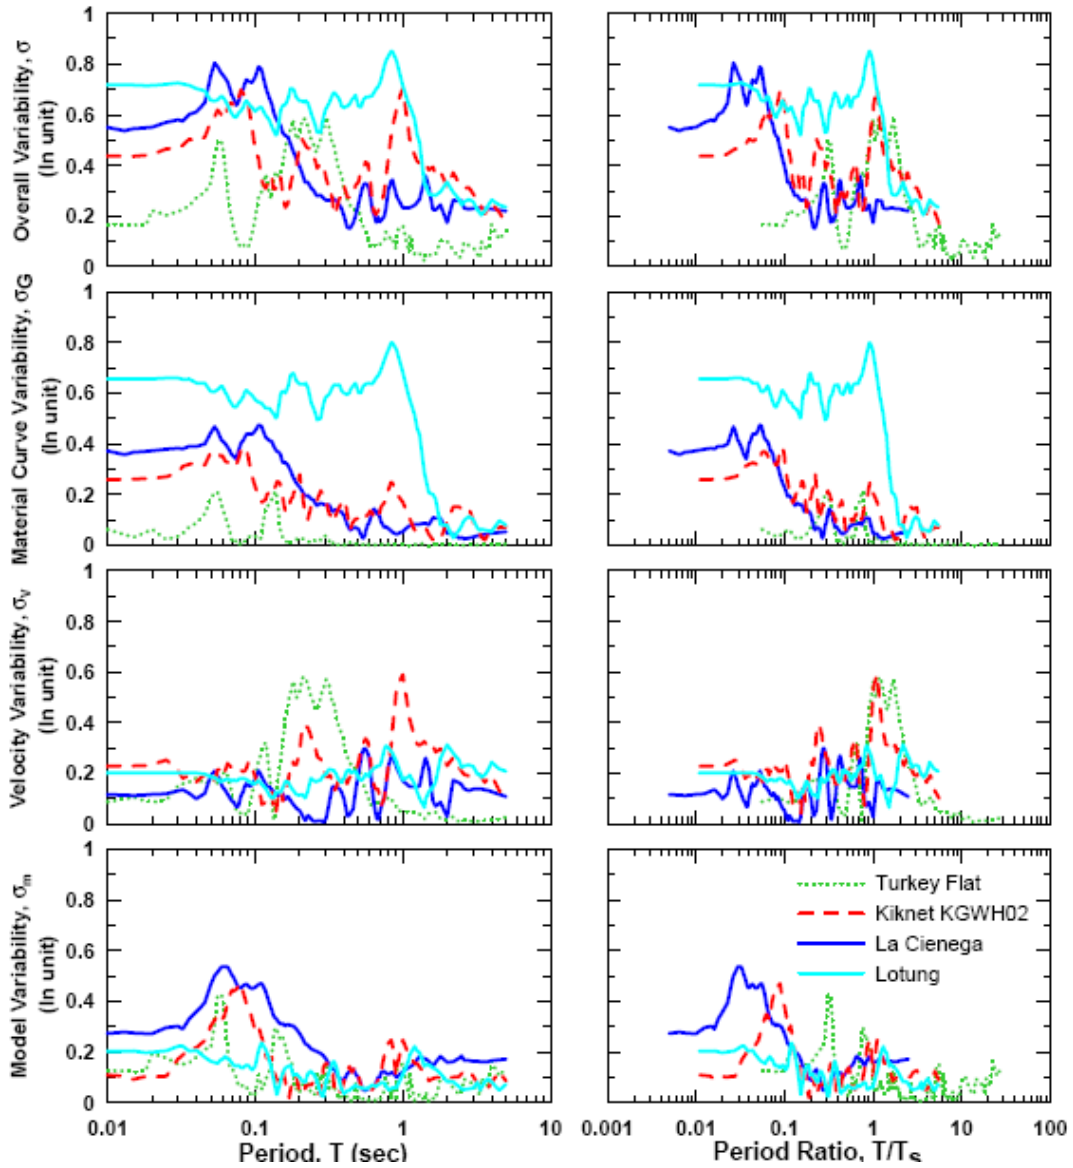 Overall Variability, σ
(ln unit)
1
0.8
0.6
0.4
0.2
0
Material Curve Variability, σG
(ln unit)
1
0.8
0.6
0.4
0.2
0
Velocity Variability, σv
(ln unit)
1
0.8
0.6
0.4
0.2
0
Model Variability, σm
(ln unit)
1
0.8
0.6
0.4
0.2
0
Turkey Flat
Kiknet KGWH02
La Cienega
Lotung
0.01 0.1 1 10
0.001 0.01 0.1 1 10 100
Period, T (sec)
Period Ratio, T/TS